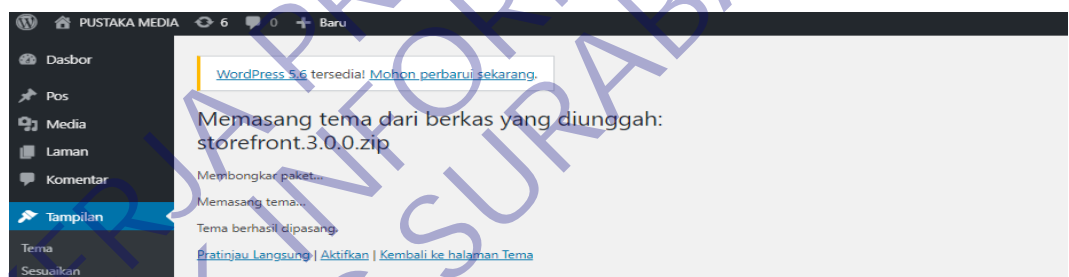 PUSTAKA MEDIA 6 0 + Baru
Dasbor
WordPress 5.6 tersedia! Mohon perbarui sekarang.
Pos
Media
Laman
Komentar
Tampilan
Tema
Sesuaikan
Memasang tema dari berkas yang diunggah:
storefront.3.0.0.zip
Membongkar paket...
Memasang tema...
Tema berhasil dipasang.
Pratinjau Langsung | Aktifkan | Kembali ke halaman Tema